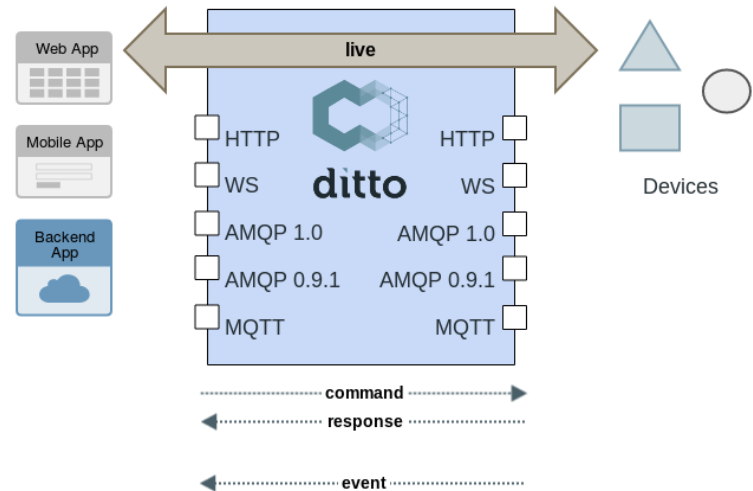 live
Web App
Mobile App
Backend
App
ditto
HTTP
WS
AMQP 1.0
AMQP 0.9.1
MQTT
HTTP
WS
AMQP 1.0
AMQP 0.9.1
MQTT
Devices
command
response
event